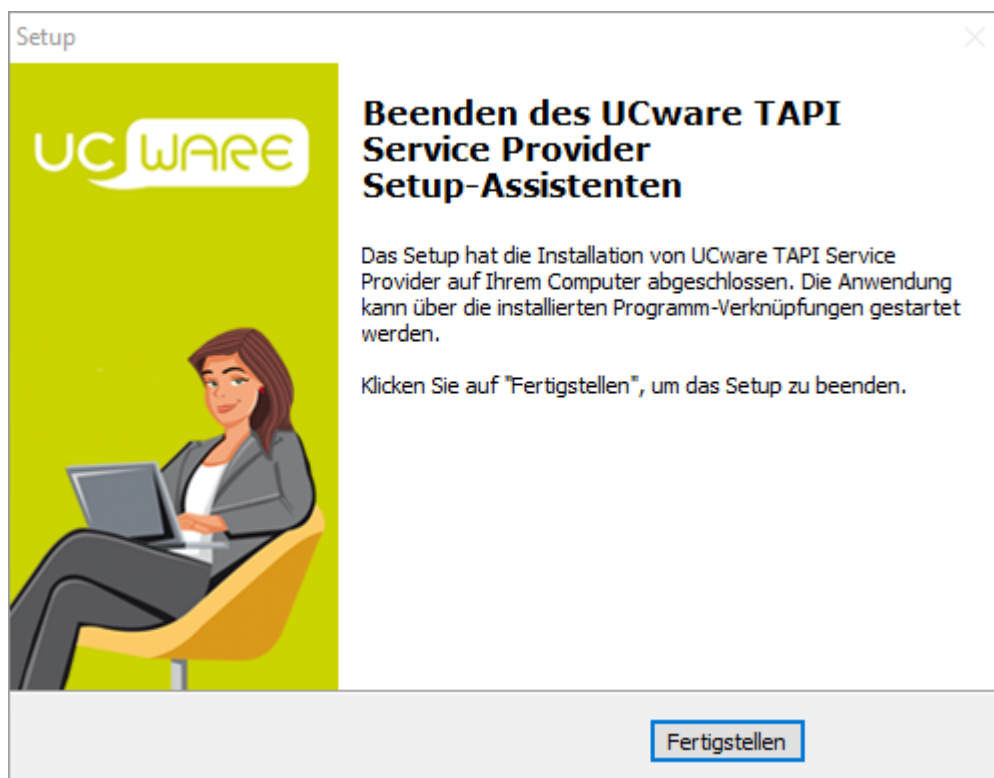 Setup
UC WARE
Beenden des UCware TAPI
Service Provider
Setup-Assistenten
Das Setup hat die Installation von UCware TAPI Service
Provider auf Ihrem Computer abgeschlossen. Die Anwendung
kann über die installierten Programm-Verknüpfungen gestartet
werden.
Klicken Sie auf "Fertigstellen", um das Setup zu beenden.
Fertigstellen